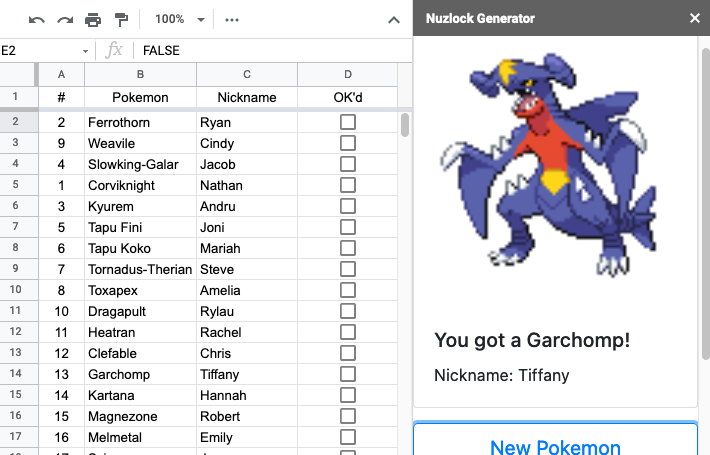 100%
E2 fx FALSE
A B C D
1 # Pokemon Nickname OK'd
2 2 Ferrothorn Ryan
3 9 Weavile Cindy
4 4 Slowking-Galar Jacob
5 1 Corviknight Nathan
6 3 Kyurem Andru
7 5 Tapu Fini Joni
8 6 Tapu Koko Mariah
9 7 Tornadus-Therian Steve
10 8 Toxapex Amelia
11 10 Dragapult Rylau
12 11 Heatran Rachel
13 12 Clefable Chris
14 13 Garchomp Tiffany
15 14 Kartana Hannah
16 15 Magnezone Robert
17 16 Melmetal Emily
Nuzlock Generator
You got a Garchomp!
Nickname: Tiffany
New Pokemon